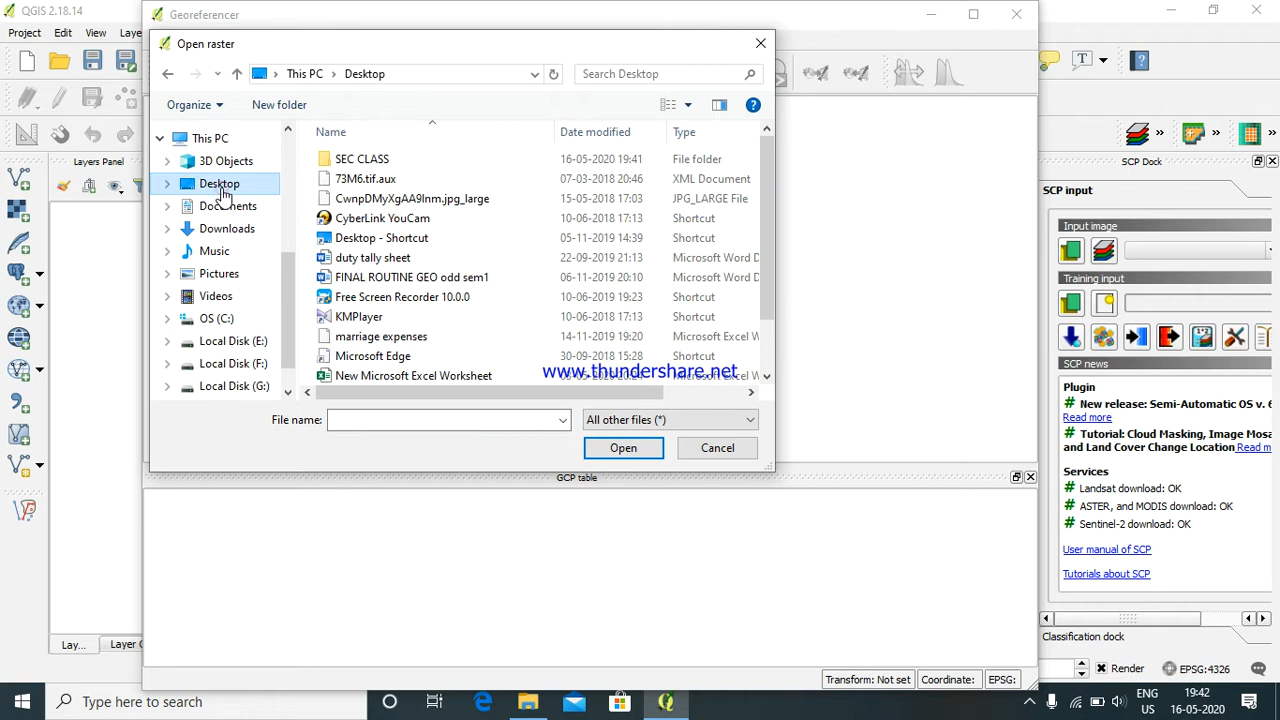 QGIS 2.18.14
Georeferencer
Project Edit View Laye
Open raster
This PC Desktop
Search Desktop
Organize New folder
Name Date modified Type
This PC
3D Objects
Desktop
Documents
Downloads
Music
Pictures
Videos
OS (C:)
Local Disk (E:)
Local Disk (F:)
Local Disk (G:)
SEC CLASS 16-05-2020 19:41 File folder
73M6.tif.aux 07-03-2018 20:46 XML Document
CwnpDMyXgAA9lnm.jpg_large 15-05-2018 17:03 JPG_LARGE File
CyberLink YouCam 10-06-2018 17:13 Shortcut
Desktop - Shortcut 05-11-2019 14:39 Shortcut
duty tally sheet 22-09-2019 21:13 Microsoft Word D
FINAL ROUTINE GEO odd sem1 06-11-2019 20:10 Microsoft Word D
Free Screen Recorder 10.0.0 10-06-2019 19:23 Shortcut
KMPlayer 10-06-2018 17:13 Shortcut
marriage expenses 14-11-2019 19:20 Microsoft Excel W
Microsoft Edge 30-09-2018 15:28 Shortcut
New Microsoft Excel Worksheet Microsoft Excel W
www.thundershare.net
File name: All other files (*)
Open Cancel
Layers Panel
Lay... Layer C
GCP table
Transform: Not set Coordinate: EPSG:
SCP Dock
SCP input
Input image
Training input
SCP news
Plugin
# New release: Semi-Automatic OS v. 6
Read more
# Tutorial: Cloud Masking, Image Mosa
and Land Cover Change Location Read m
Services
# Landsat download: OK
# ASTER, and MODIS download: OK
# Sentinel-2 download: OK
User manual of SCP
Tutorials about SCP
Classification dock
Render EPSG:4326
Type here to search
ENG
US
19:42
16-05-2020